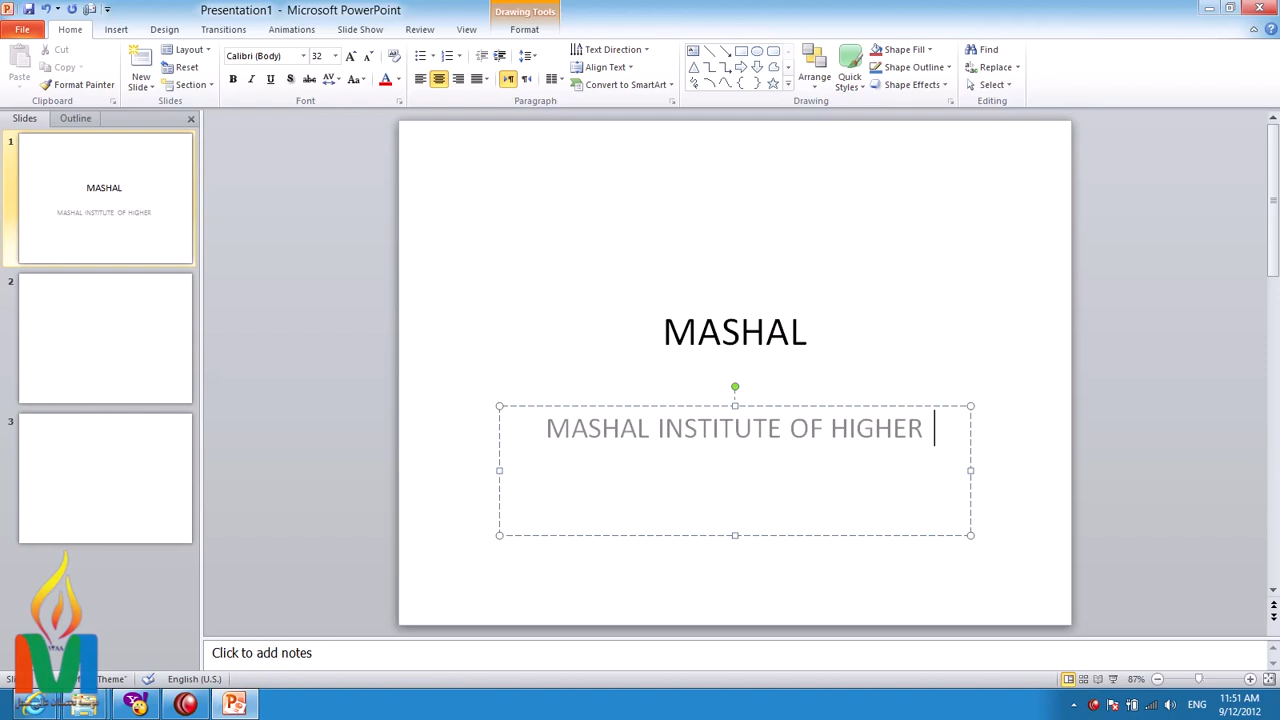 Presentation1 - Microsoft PowerPoint
Drawing Tools
File Home Insert Design Transitions Animations Slide Show Review View Format
Paste
Cut
Copy
Format Painter
Clipboard
New Slide
Layout
Reset
Section
Slides
Calibri (Body) 32
B I U S abc AV Aa A
Font
Text Direction
Align Text
Convert to SmartArt
Paragraph
Arrange
Quick Styles
Shape Fill
Shape Outline
Shape Effects
Drawing
Find
Replace
Select
Editing
Slides Outline
1
MASHAL
MASHAL INSTITUTE OF HIGHER
2
3
MASHAL
MASHAL INSTITUTE OF HIGHER
Click to add notes
Theme" English (U.S.) 87%
ENG
11:51 AM
9/12/2012